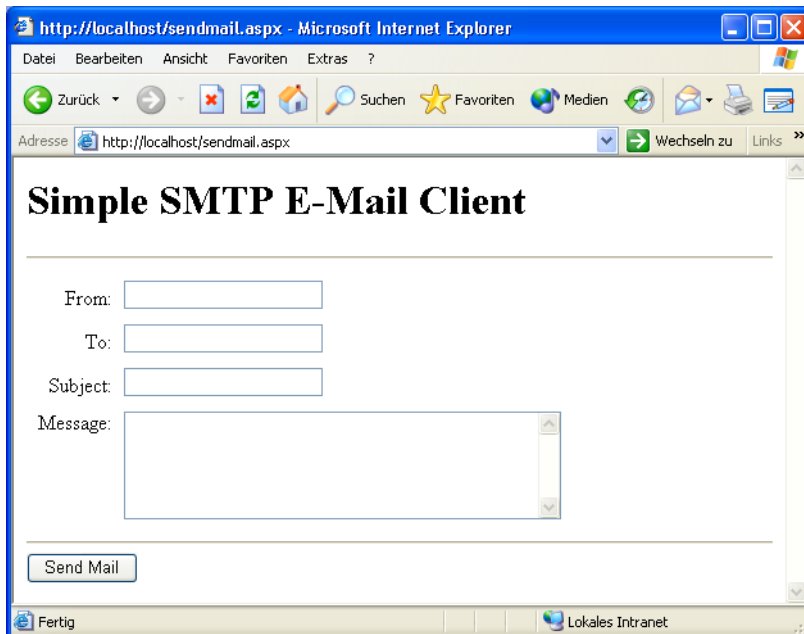 http://localhost/sendmail.aspx - Microsoft Internet Explorer
Datei Bearbeiten Ansicht Favoriten Extras ?
Zurück Suchen Favoriten Medien
Adresse http://localhost/sendmail.aspx Wechseln zu Links »
Simple SMTP E-Mail Client
From:
To:
Subject:
Message:
Send Mail
Fertig Lokales Intranet